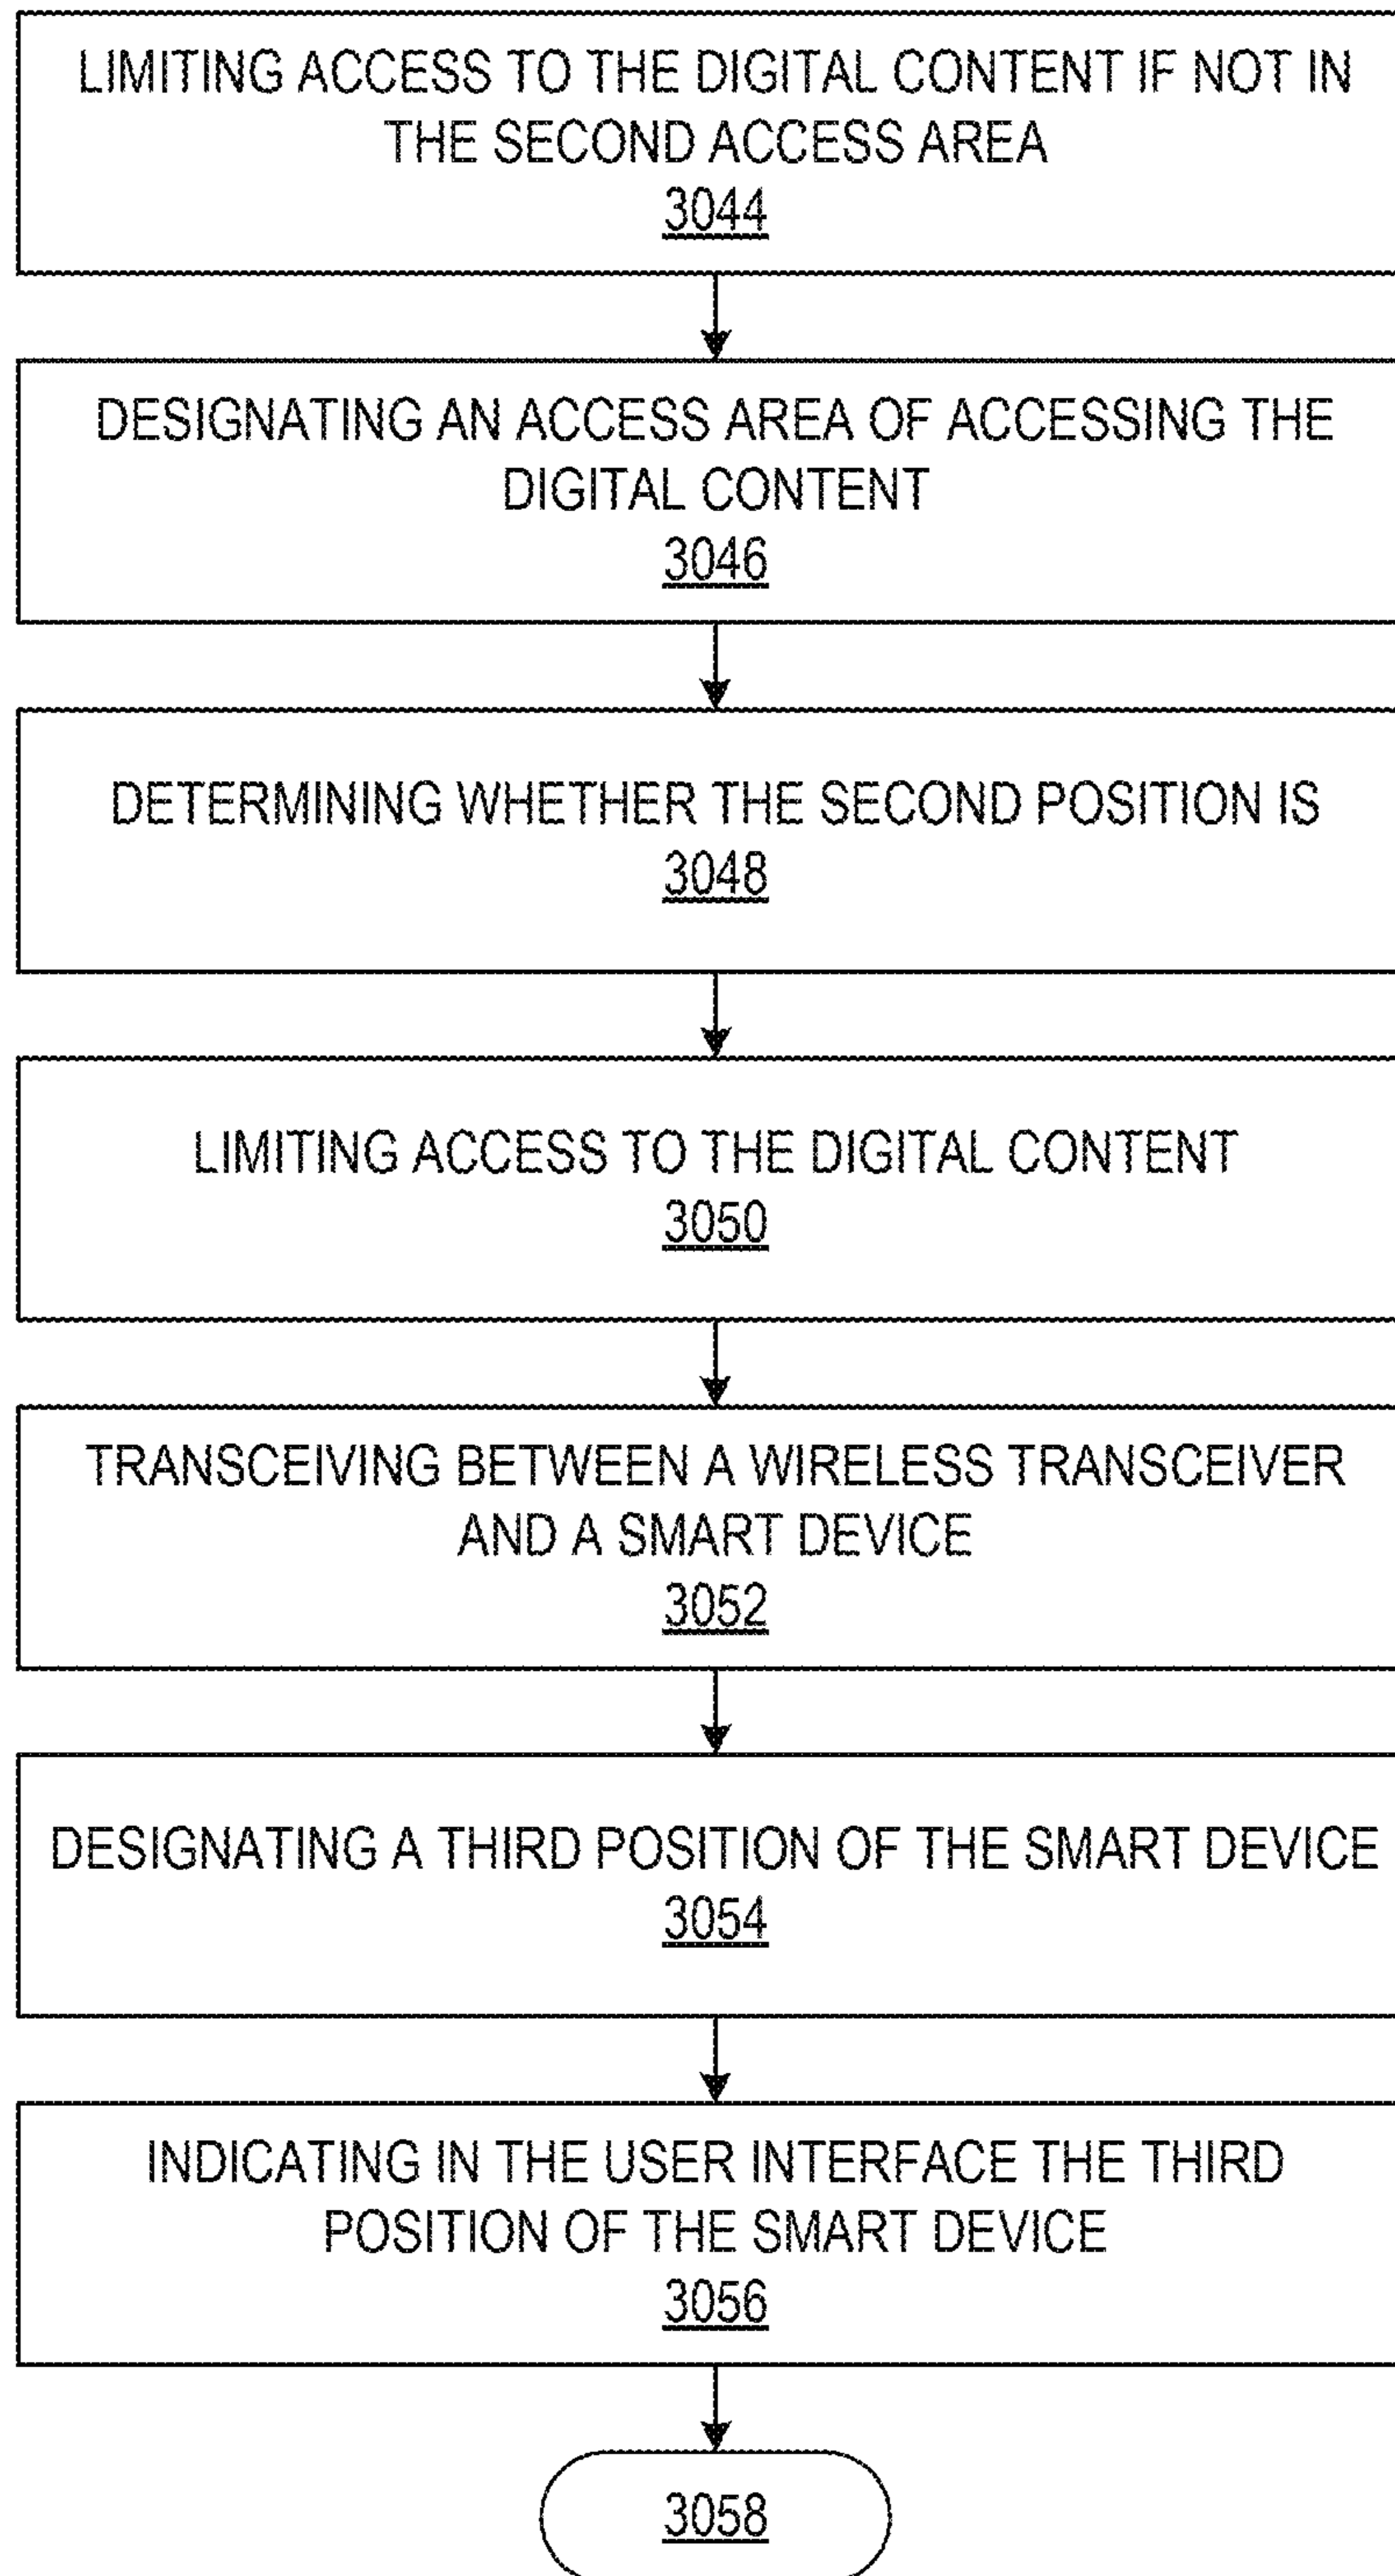 LIMITING ACCESS TO THE DIGITAL CONTENT IF NOT IN
THE SECOND ACCESS AREA
3044
DESIGNATING AN ACCESS AREA OF ACCESSING THE
DIGITAL CONTENT
3046
DETERMINING WHETHER THE SECOND POSITION IS
3048
LIMITING ACCESS TO THE DIGITAL CONTENT
3050
TRANSCEIVING BETWEEN A WIRELESS TRANSCEIVER
AND A SMART DEVICE
3052
DESIGNATING A THIRD POSITION OF THE SMART DEVICE
3054
INDICATING IN THE USER INTERFACE THE THIRD
POSITION OF THE SMART DEVICE
3056
3058